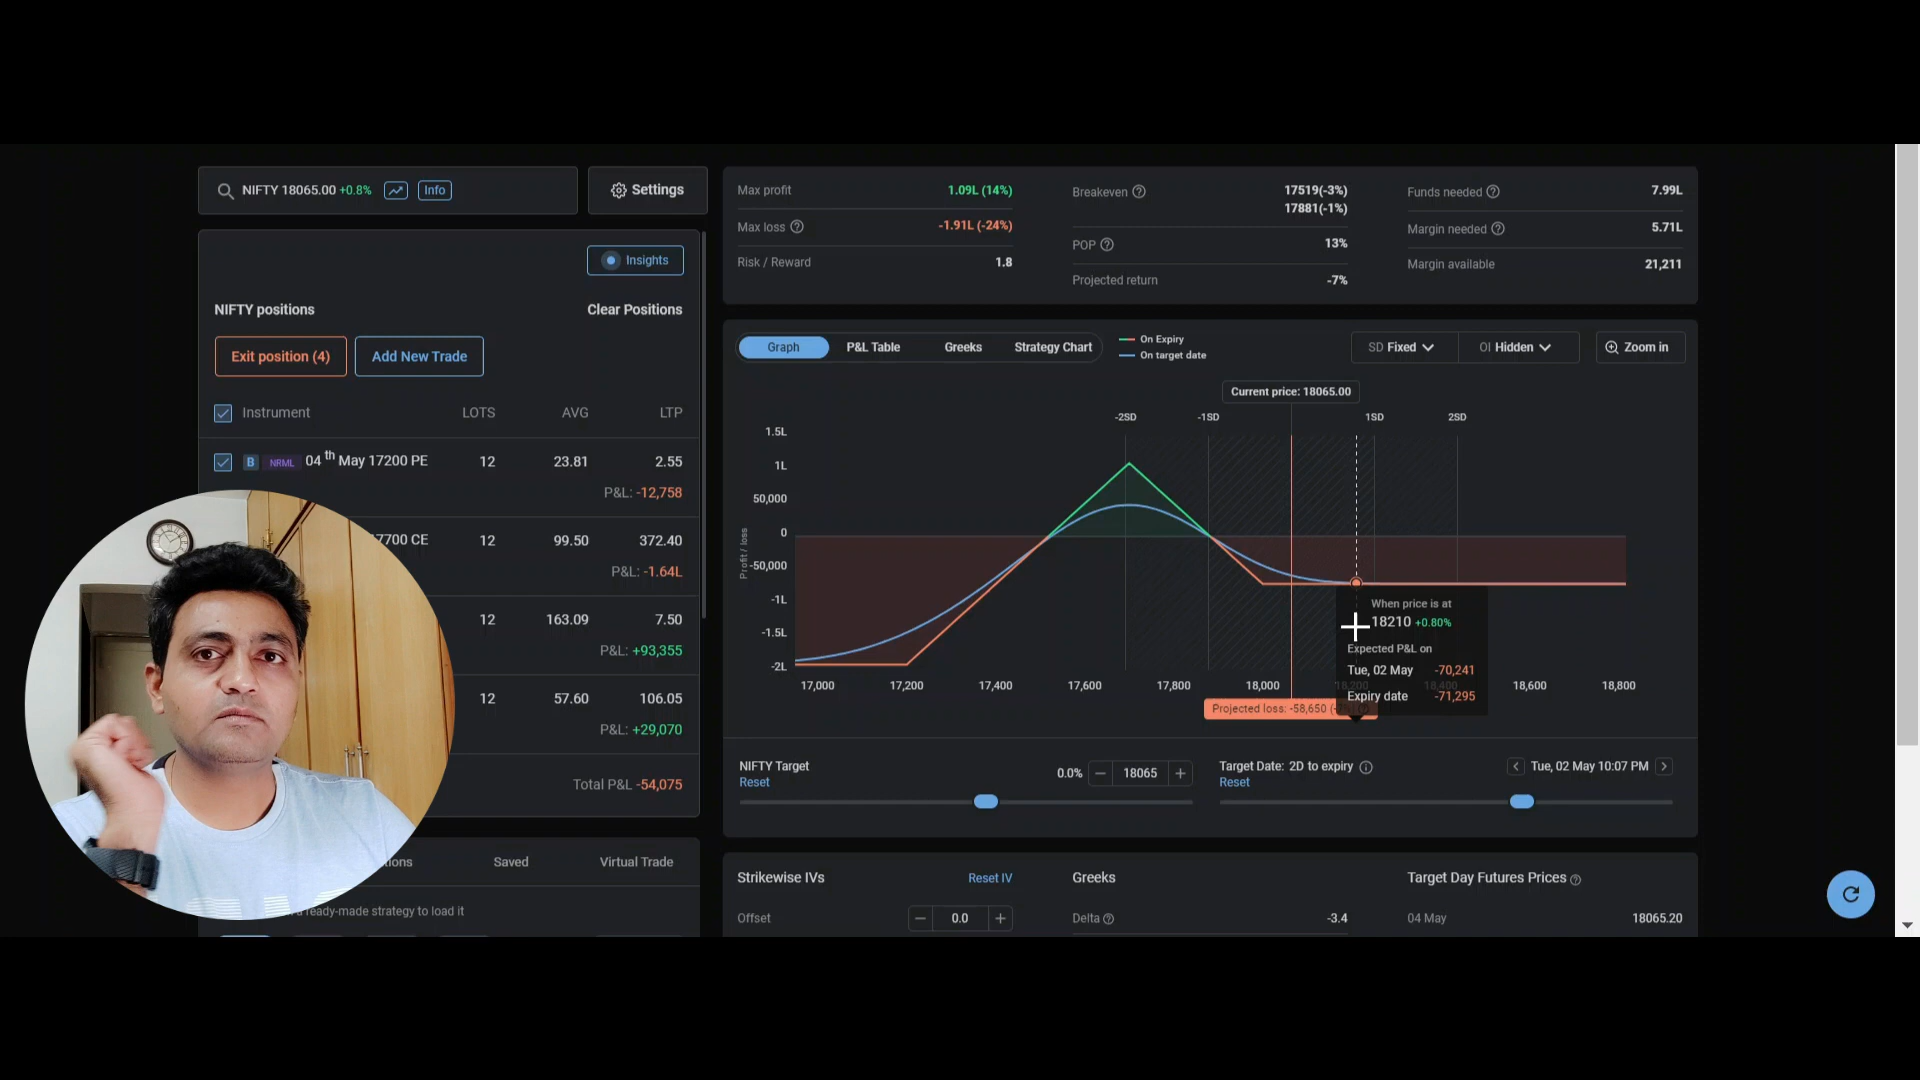 NIFTY 18065.00 +0.8% Info
Settings
Max profit 1.09L (14%)
Max loss -1.91L (-24%)
Risk / Reward 1.8
Breakeven 17519(-3%)
17881(-1%)
POP 13%
Projected return -7%
Funds needed 7.99L
Margin needed 5.71L
Margin available 21,211
Insights
NIFTY positions Clear Positions
Exit position (4) Add New Trade
Instrument LOTS AVG LTP
B NRML 04 th May 17200 PE 12 23.81 2.55
P&L: -12,758
7700 CE 12 99.50 372.40
P&L: -1.64L
12 163.09 7.50
P&L: +93,355
12 57.60 106.05
P&L: +29,070
Total P&L -54,075
Saved Virtual Trade
ready-made strategy to load it
Graph P&L Table Greeks Strategy Chart
On Expiry
On target date
SD Fixed OI Hidden Zoom in
Current price: 18065.00
-2SD -1SD 1SD 2SD
1.5L
1L
50,000
0
-50,000
-1L
-1.5L
-2L
Profit / loss
17,000 17,200 17,400 17,600 17,800 18,000 18,200 18,400 18,600 18,800
When price is at
18210 +0.80%
Expected P&L on
Tue, 02 May -70,241
Expiry date -71,295
Projected loss: -58,650
NIFTY Target
Reset
0.0% − 18065 +
Target Date: 2D to expiry
Reset
< Tue, 02 May 10:07 PM >
Strikewise IVs Reset IV
Offset − 0.0 +
Greeks
Delta -3.4
Target Day Futures Prices
04 May 18065.20